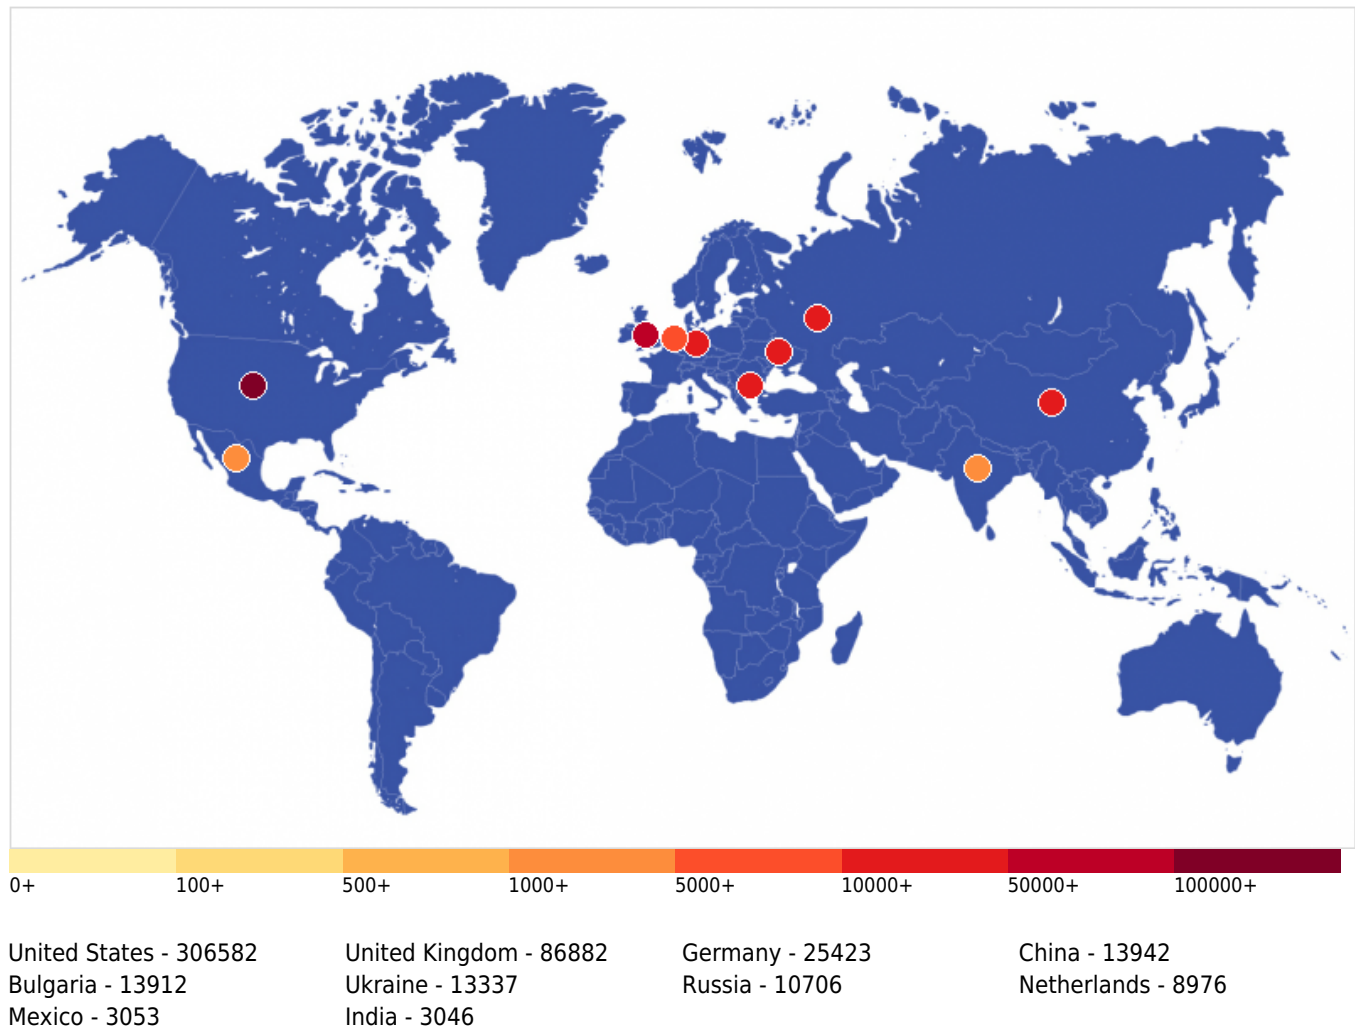 0+ 100+ 500+ 1000+ 5000+ 10000+ 50000+ 100000+
United States - 306582 United Kingdom - 86882 Germany - 25423 China - 13942
Bulgaria - 13912 Ukraine - 13337 Russia - 10706 Netherlands - 8976
Mexico - 3053 India - 3046